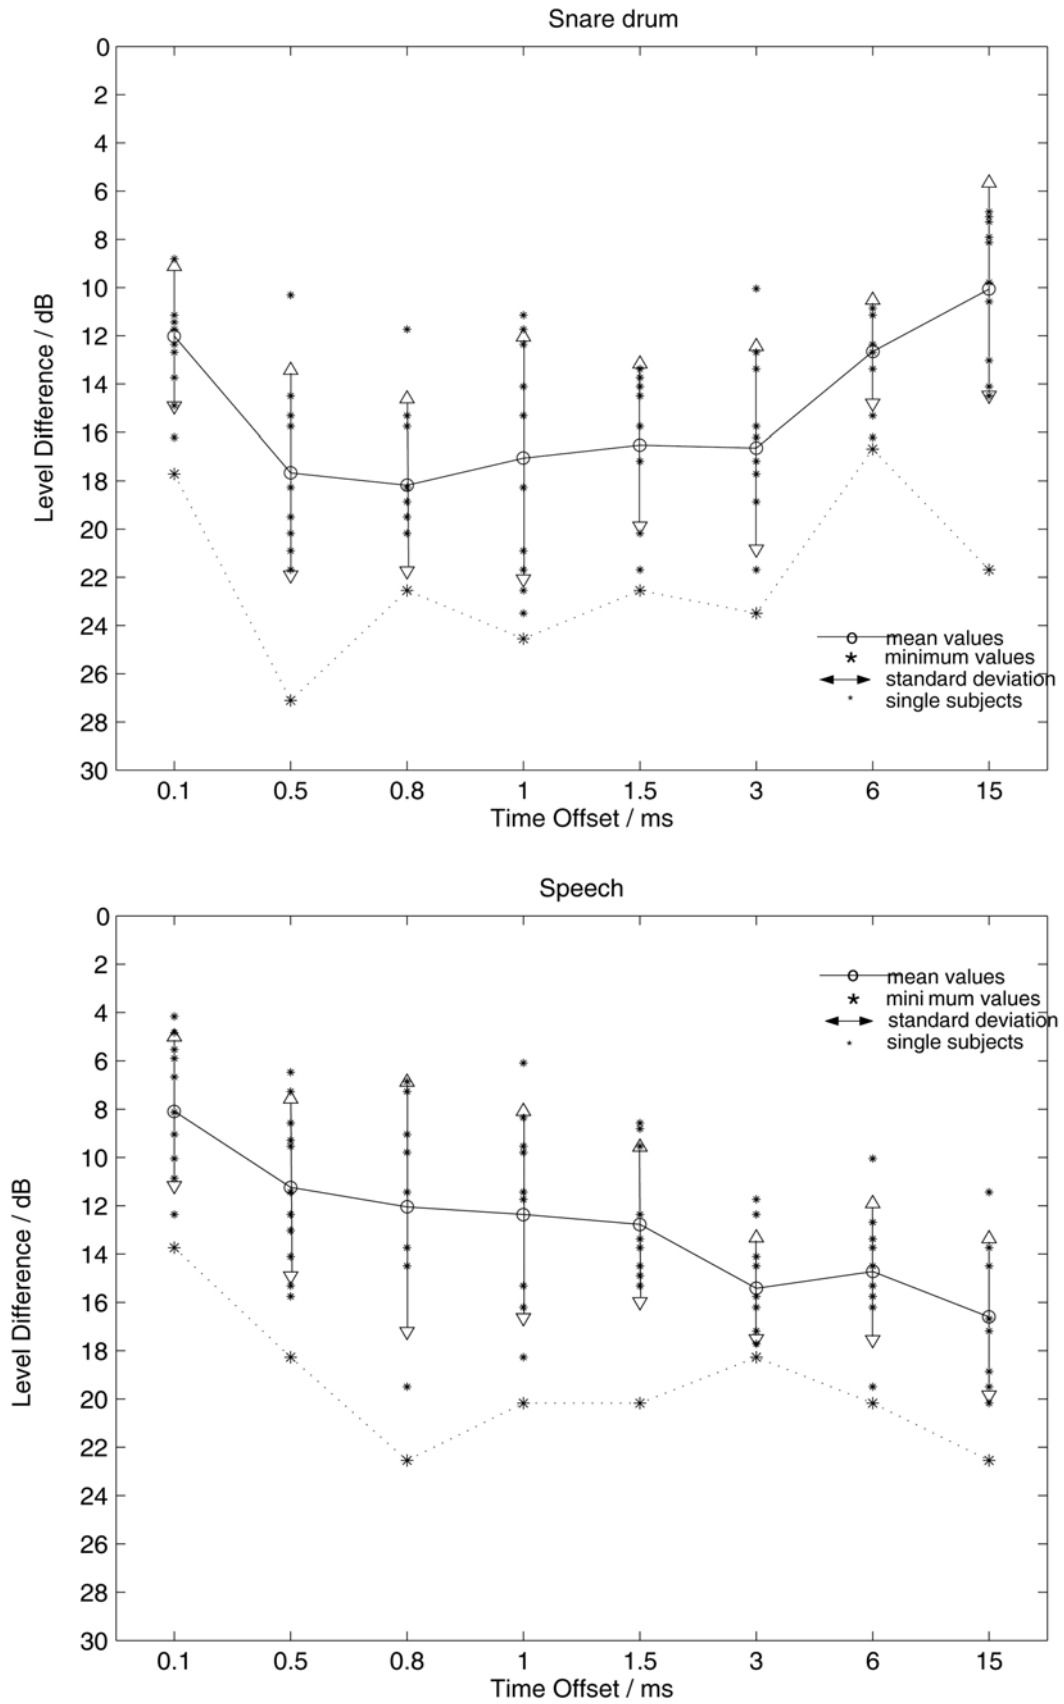 Snare drum
0
2
4
6
8
10
12
14
16
18
20
22
24
26
28
30
Level Difference / dB
mean values
minimum values
standard deviation
single subjects
0.1 0.5 0.8 1 1.5 3 6 15
Time Offset / ms
Speech
0
2
4
6
8
10
12
14
16
18
20
22
24
26
28
30
Level Difference / dB
mean values
mini mum values
standard deviation
single subjects
0.1 0.5 0.8 1 1.5 3 6 15
Time Offset / ms